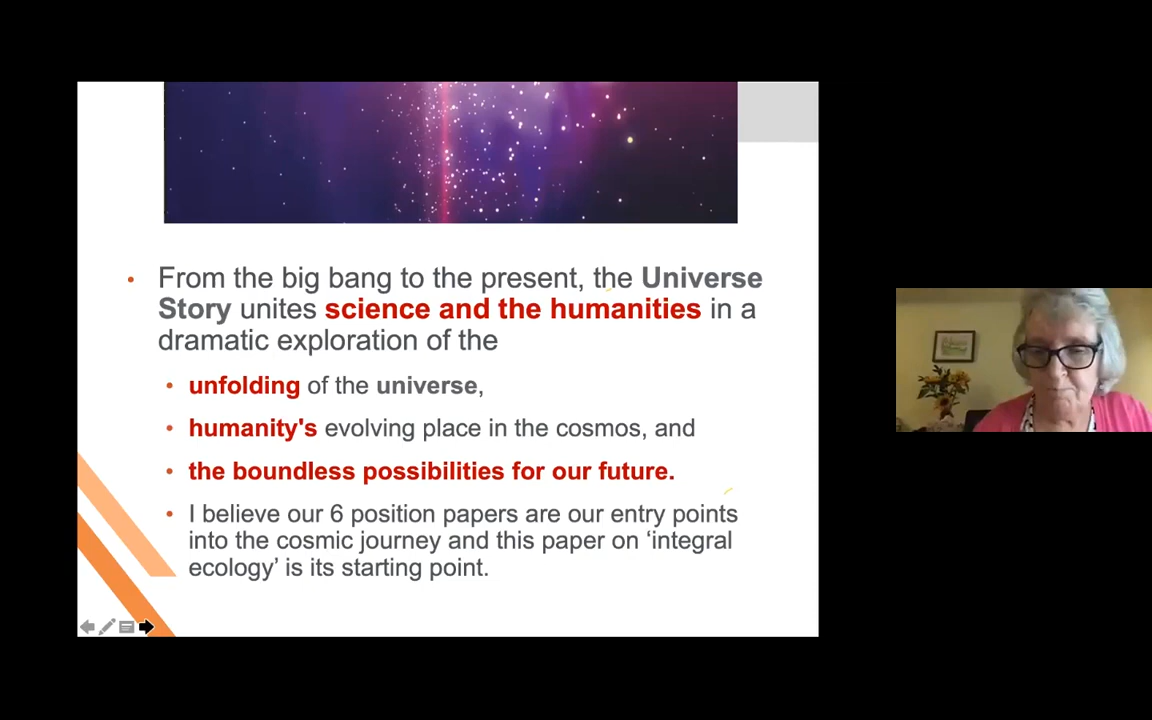 From the big bang to the present, the Universe
Story unites science and the humanities in a
dramatic exploration of the
unfolding of the universe,
humanity's evolving place in the cosmos, and
the boundless possibilities for our future.
I believe our 6 position papers are our entry points
into the cosmic journey and this paper on ‘integral
ecology’ is its starting point.